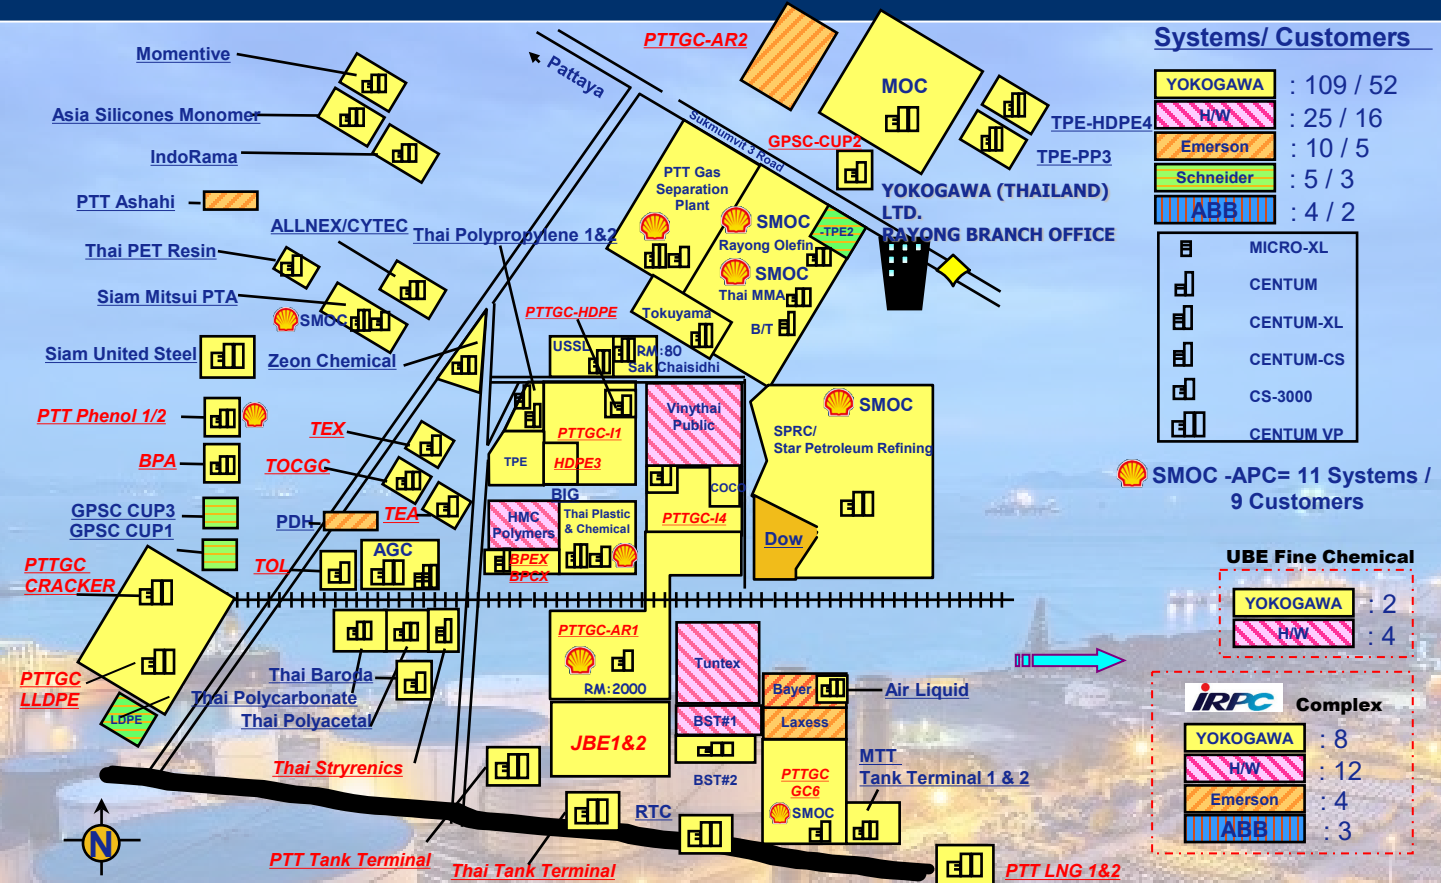 PTTGC-AR2
Systems/ Customers
Momentive
Pattaya
MOC
YOKOGAWA : 109 / 52
Asia Silicones Monomer
Sukmumvit 3 Road
TPE-HDPE4
H/W : 25 / 16
IndoRama
GPSC-CUP2
TPE-PP3
Emerson : 10 / 5
PTT Gas
Separation
Plant
Schneider : 5 / 3
PTT Ashahi
YOKOGAWA (THAILAND)
LTD.
RAYONG BRANCH OFFICE
ABB : 4 / 2
ALLNEX/CYTEC
Thai Polypropylene 1&2
SMOC
Rayong Olefin
-TPE2
Thai PET Resin
SMOC
Thai MMA
MICRO-XL
CENTUM
CENTUM-XL
CENTUM-CS
CS-3000
CENTUM VP
Siam Mitsui PTA
SMOC
PTTGC-HDPE
Tokuyama
B/T
Siam United Steel
Zeon Chemical
USSL
RM:80
Sak Chaisidhi
PTT Phenol 1/2
TEX
PTTGC-I1
Vinythai
Public
SMOC
SPRC/
Star Petroleum Refining
BPA
TOCGC
TPE
HDPE3
COCO
SMOC -APC= 11 Systems /
9 Customers
GPSC CUP3
GPSC CUP1
PDH
TEA
BIG
HMC
Polymers
Thai Plastic
& Chemical
PTTGC-I4
Dow
PTTGC
CRACKER
TOL
AGC
BPEX
BPCX
UBE Fine Chemical
YOKOGAWA : 2
H/W : 4
PTTGC-AR1
RM:2000
Tuntex
PTTGC
LLDPE
LDPE
Thai Baroda
Thai Polycarbonate
Thai Polyacetal
Bayer
Air Liquid
BST#1
Laxess
IRPC Complex
YOKOGAWA : 8
H/W : 12
Emerson : 4
ABB : 3
Thai Stryrenics
JBE1&2
BST#2
PTTGC
GC6
SMOC
MTT
Tank Terminal 1 & 2
RTC
N
PTT Tank Terminal
Thai Tank Terminal
PTT LNG 1&2